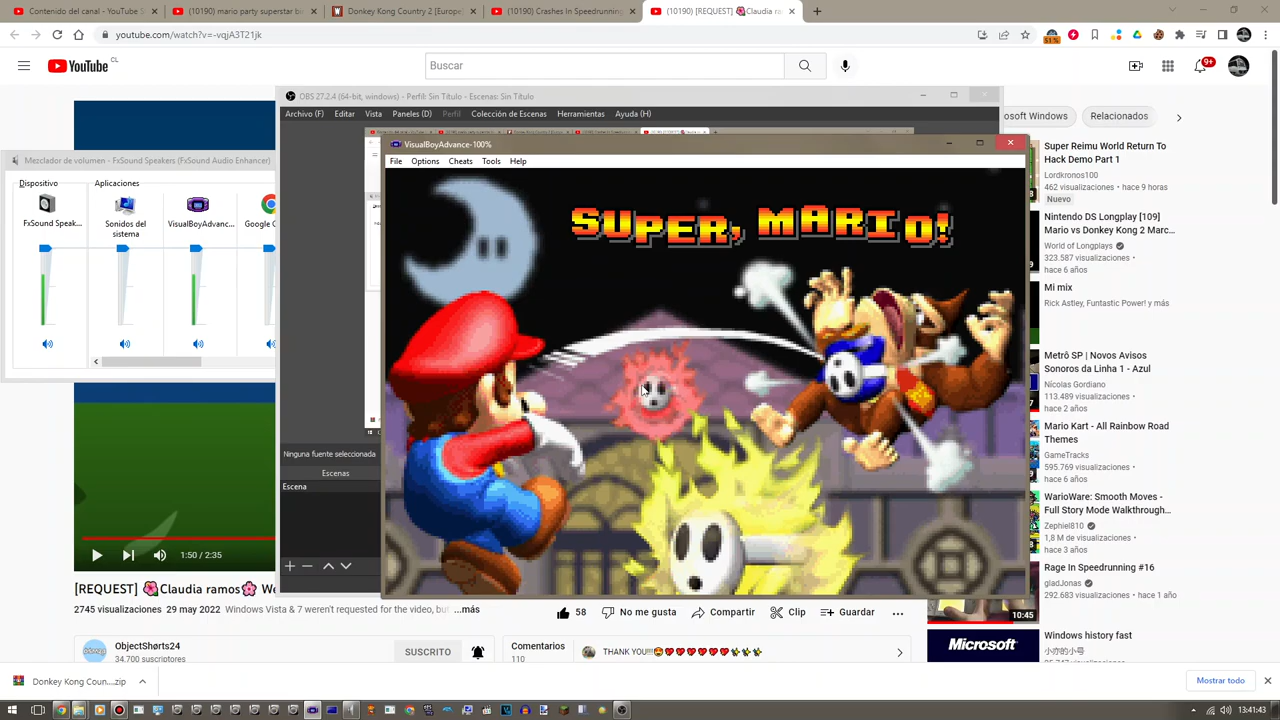 (10190) Contenido del canal - YouTu
(10190) mario party superstar bi
Donkey Kong Country 2 [Europe]
(10190) Crashes In Speedrunning
(10190) [REQUEST] 🌺Claudia ra
youtube.com/watch?v=-vqjA3T21jk
51%
YouTube CL
Buscar
9+
OBS 27.2.4 (64-bit, windows) - Perfil: Sin Título - Escenas: Sin Título
Archivo (F) Editar Vista Paneles (D) Perfil Colección de Escenas Herramientas Ayuda (H)
osoft Windows
Relacionados
VisualBoyAdvance-100%
File Options Cheats Tools Help
SUPER, MARIO!
Mezclador de volumen - FxSound Speakers (FxSound Audio Enhancer)
Dispositivo
Aplicaciones
FxSound Speak...
Sonidos del
sistema
VisualBoyAdvanc...
Google C
Super Reimu World Return To
Hack Demo Part 1
Lordkronos100
462 visualizaciones • hace 9 horas
Nuevo
Nintendo DS Longplay [109]
Mario vs Donkey Kong 2 Marc...
World of Longplays
323.587 visualizaciones •
hace 6 años
Mi mix
Rick Astley, Funtastic Power! y más
Metrô SP | Novos Avisos
Sonoros da Linha 1 - Azul
Nícolas Gordiano
113.489 visualizaciones •
hace 2 años
Mario Kart - All Rainbow Road
Themes
GameTracks
595.769 visualizaciones •
hace 6 años
WarioWare: Smooth Moves -
Full Story Mode Walkthrough...
Zephiel810
1,8 M de visualizaciones •
hace 3 años
Rage In Speedrunning #16
gladJonas
292.683 visualizaciones • hace 1 año
10:45
Microsoft
Windows history fast
Ninguna fuente seleccionada
Escenas
Escena
1:50 / 2:35
[REQUEST] 🌺Claudia ramos🌺 We
2745 visualizaciones 29 may 2022 Windows Vista & 7 weren't requested for the video, bu ...más
58 No me gusta Compartir Clip Guardar
ObjectShørts24
34.700 suscriptores
SUSCRITO
Comentarios
110
THANK YOU!!!
Donkey Kong Coun....zip
Mostrar todo
13:41:43